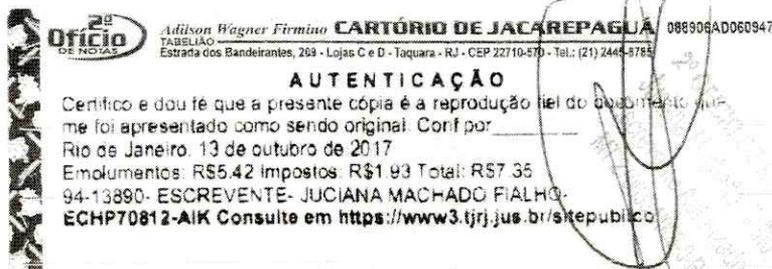 2º Ofício DE NOTAS
Adilson Wagner Firmino CARTÓRIO DE JACAREPAGUÁ 088906AD060947
TABELIÃO
Estrada dos Bandeirantes, 269 - Lojas C e D - Taquara - RJ - CEP 22710-570 - Tel.: (21) 2445-8785
AUTENTICAÇÃO
Certifico e dou fé que a presente cópia é a reprodução fiel do documento que
me foi apresentado como sendo original. Conf por
Rio de Janeiro, 13 de outubro de 2017
Emolumentos: R$5.42 Impostos: R$1.93 Total: R$7.35
94-13890- ESCREVENTE- JUCIANA MACHADO FIALHO-
ECHP70812-AIK Consulte em https://www3.tjrj.jus.br/sitepublico